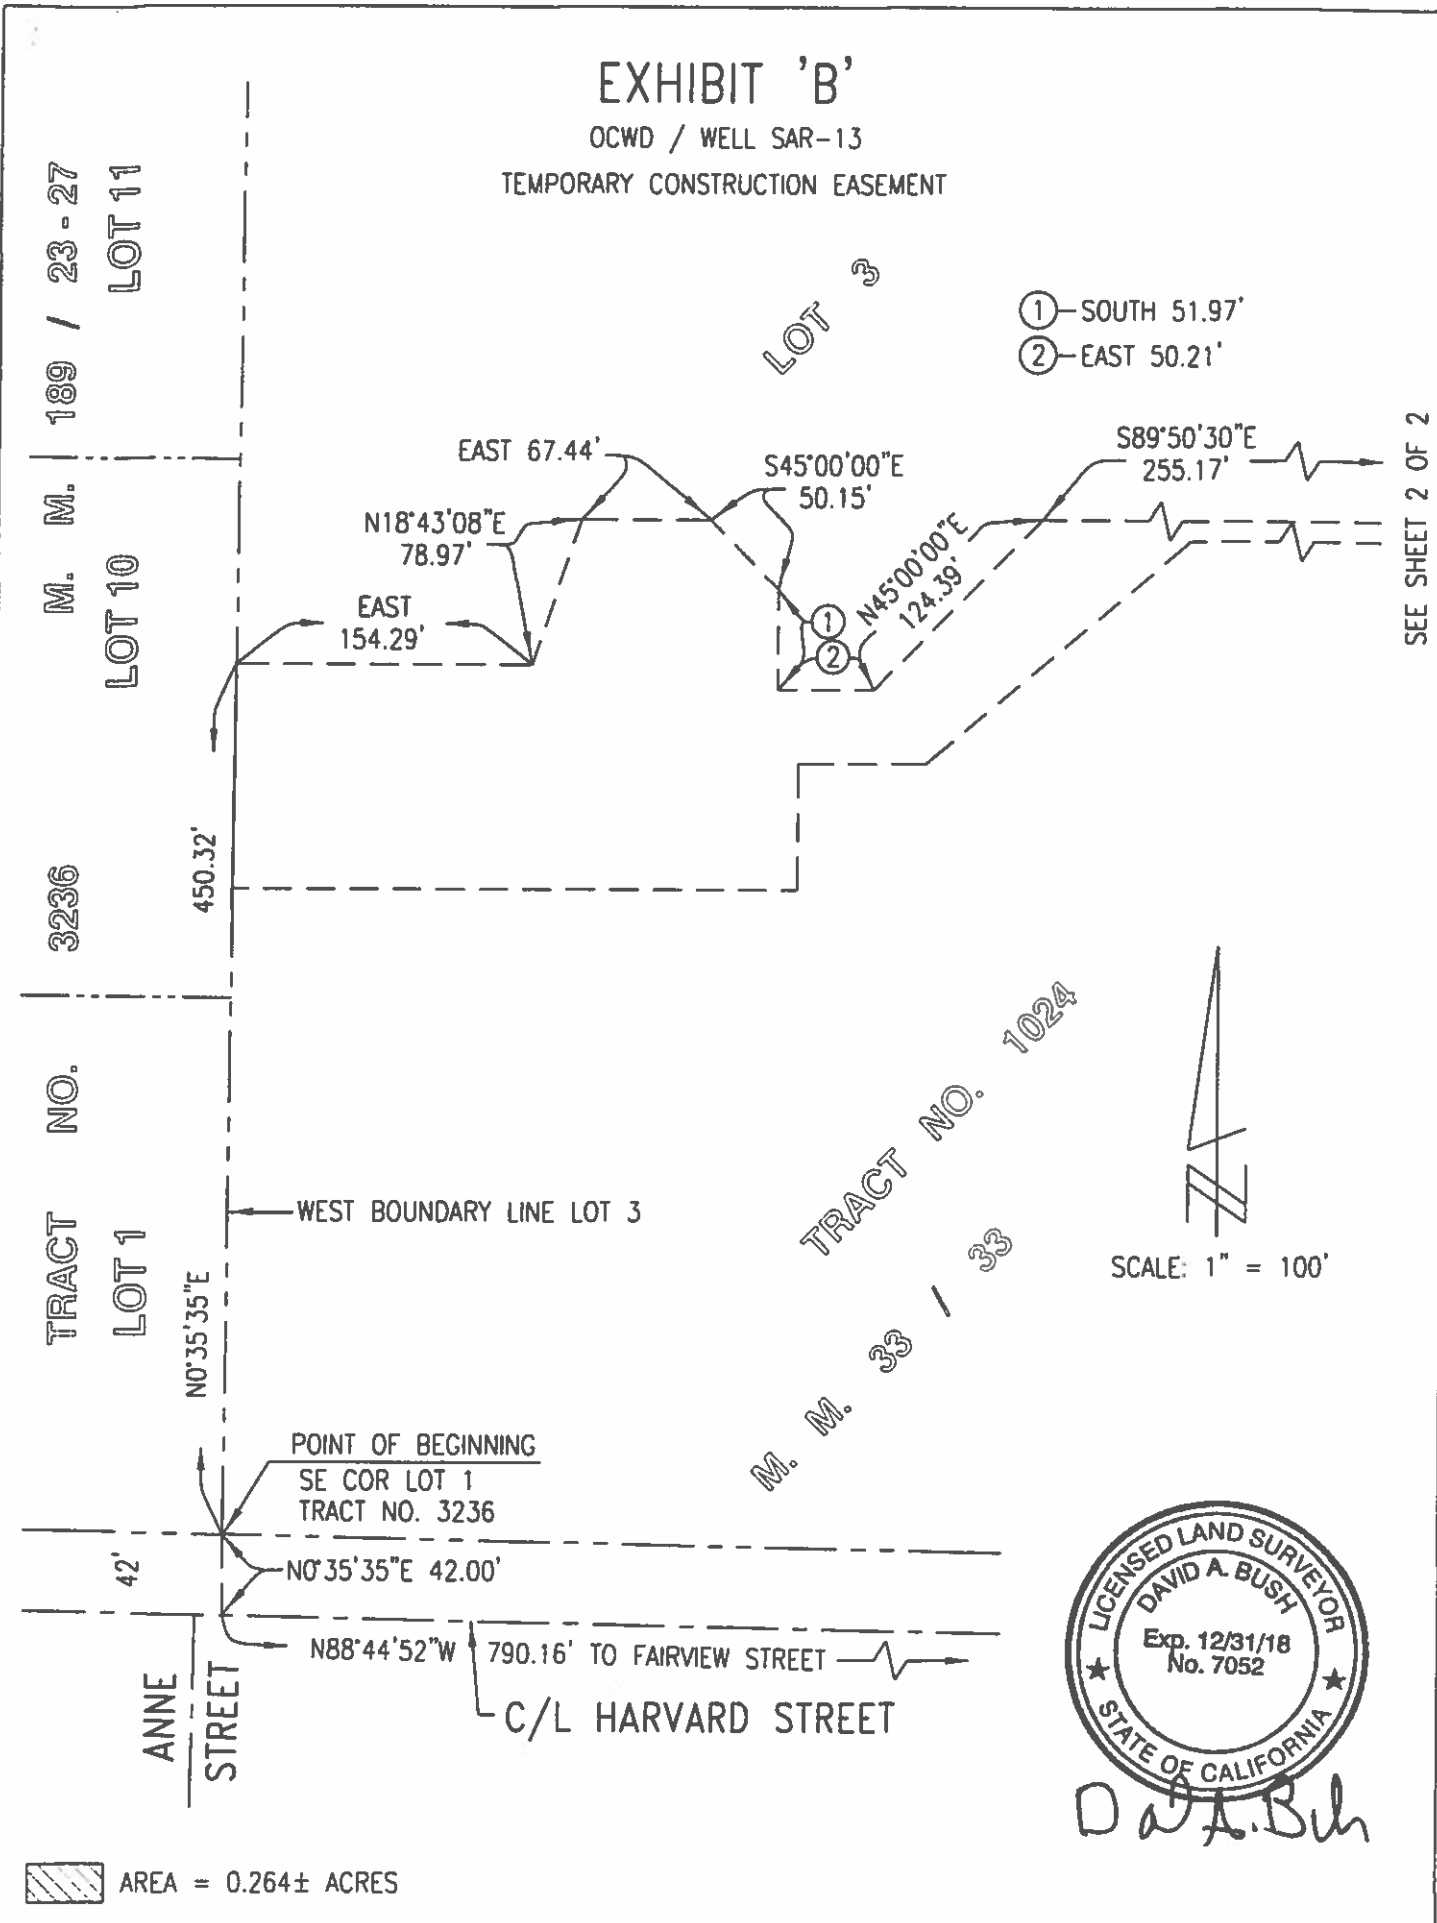 EXHIBIT 'B'
OCWD / WELL SAR-13
TEMPORARY CONSTRUCTION EASEMENT
M. M. 189 / 23-27
LOT 11
LOT 3
1 SOUTH 51.97'
2 EAST 50.21'
EAST 67.44'
S45°00'00"E
50.15'
S89°50'30"E
255.17'
SEE SHEET 2 OF 2
N18°43'08"E
78.97'
N45°00'00"E
124.39'
LOT 10
EAST
154.29'
1
2
450.32'
TRACT NO. 3236
TRACT NO. 1024
M. M. 33 / 33
WEST BOUNDARY LINE LOT 3
LOT 1
N0°35'35"E
N
SCALE: 1" = 100'
POINT OF BEGINNING
SE COR LOT 1
TRACT NO. 3236
42'
N0°35'35"E 42.00'
N88°44'52"W 790.16' TO FAIRVIEW STREET
C/L HARVARD STREET
ANNE
STREET
LICENSED LAND SURVEYOR
DAVID A. BUSH
Exp. 12/31/18
No. 7052
STATE OF CALIFORNIA
AREA = 0.264± ACRES